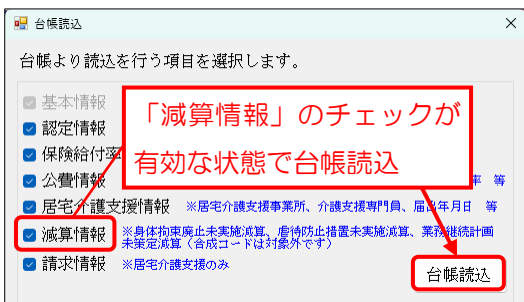 台帳読込
台帳より読込を行う項目を選択します。
基本情報
「減算情報」のチェックが
有効な状態で台帳読込
認定情報
保険給付率
公費情報 率 等
居宅介護支援情報 ※居宅介護支援事業所、介護支援専門員、届出年月日 等
減算情報 ※身体拘束廃止未実施減算、虐待防止措置未実施減算、業務継続計画
未策定減算（合成コードは対象外です）
請求情報 ※居宅介護支援のみ
台帳読込